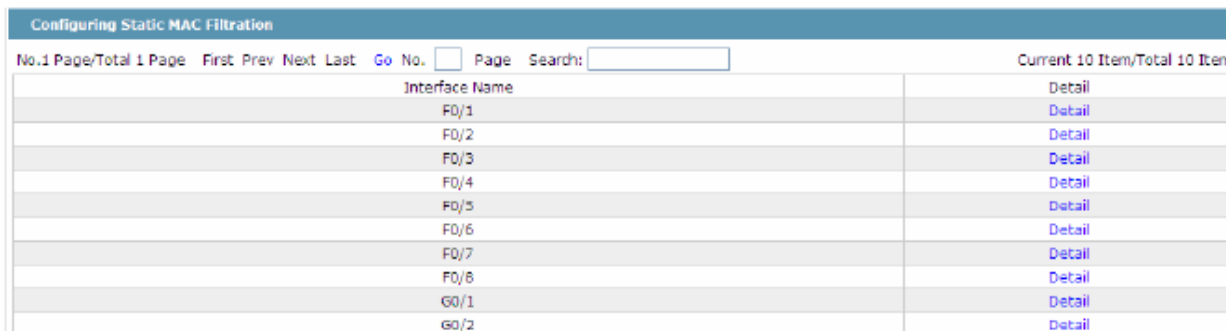 Configuring Static MAC Filtration
No.1 Page/Total 1 Page First Prev Next Last Go No. Page Search: Current 10 Item/Total 10 Item
Interface Name Detail
F0/1 Detail
F0/2 Detail
F0/3 Detail
F0/4 Detail
F0/5 Detail
F0/6 Detail
F0/7 Detail
F0/8 Detail
G0/1 Detail
G0/2 Detail